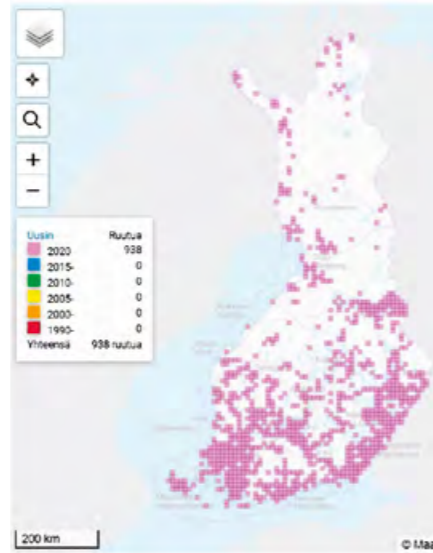 +
−
Uusin Ruutua
2020 938
2015- 0
2010- 0
2005- 0
2000- 0
1990- 0
Yhteensä 938 ruutua
200 km
© Maa